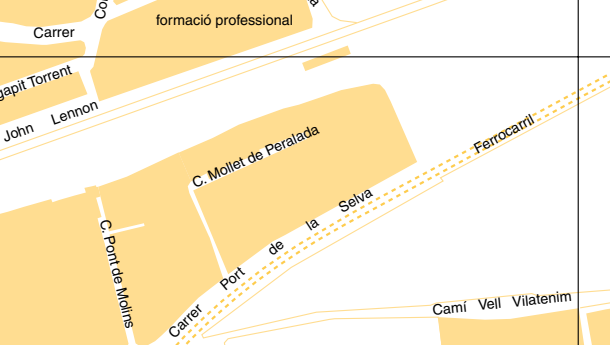 formació professional
Carrer
gapit Torrent
John Lennon
C. Mollet de Peralada
Ferrocarril
C. Pont de Molins
Carrer Port de la Selva
Camí Vell Vilatenim